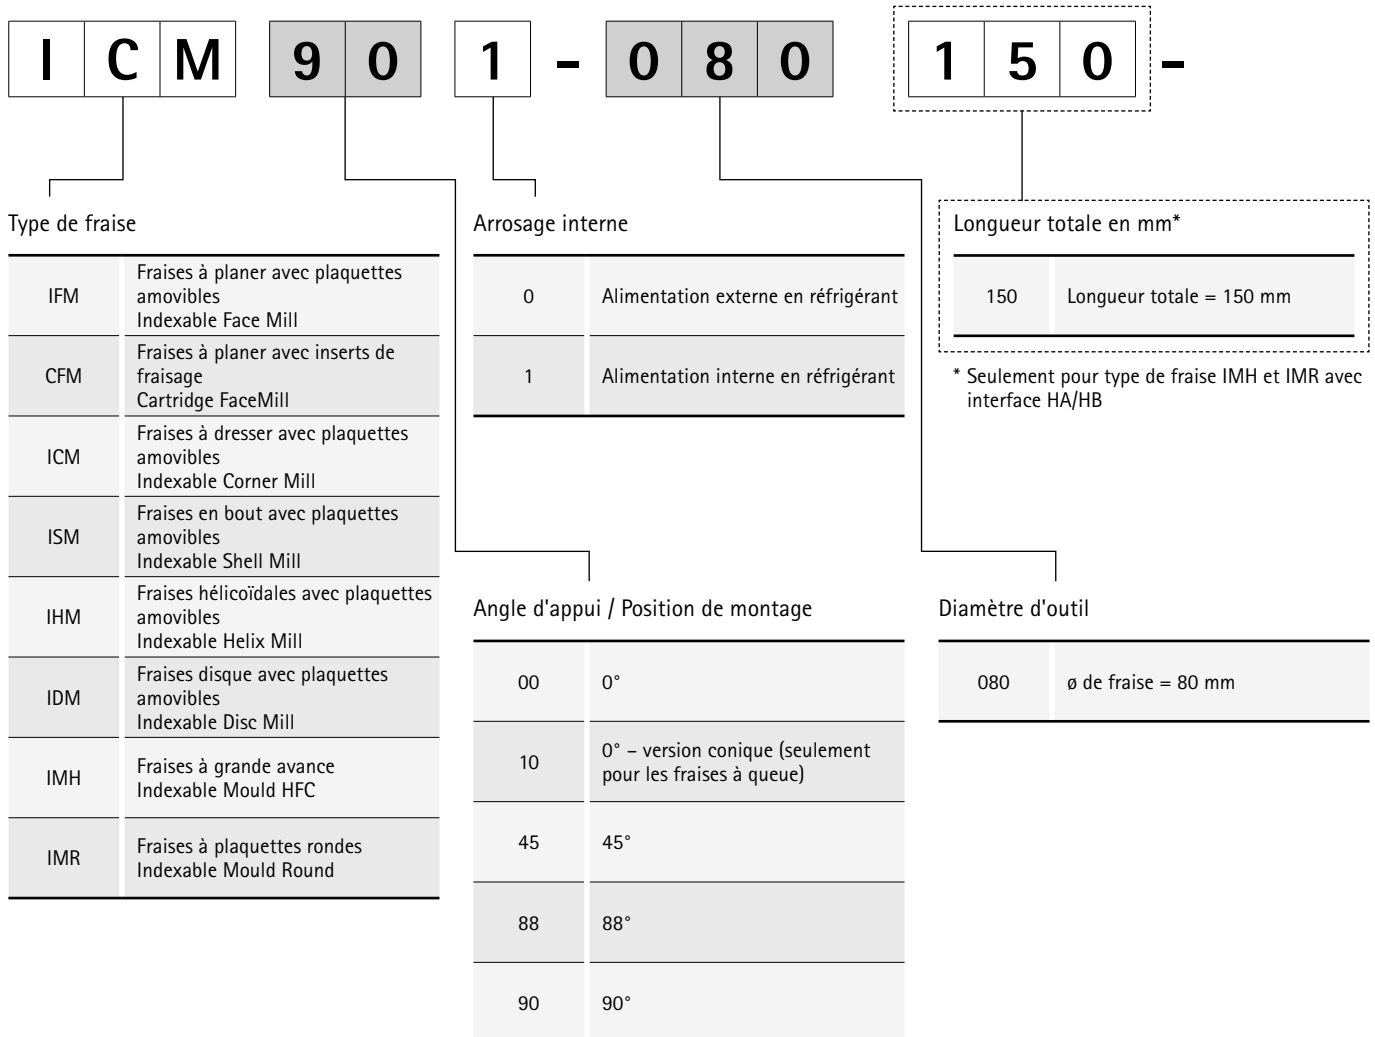 I C M 9 0 1 - 0 8 0 1 5 0 -
Type de fraise
IFM
Fraises à planer avec plaquettes
amovibles
Indexable Face Mill
CFM
Fraises à planer avec inserts de
fraisage
Cartridge FaceMill
ICM
Fraises à dresser avec plaquettes
amovibles
Indexable Corner Mill
ISM
Fraises en bout avec plaquettes
amovibles
Indexable Shell Mill
IHM
Fraises hélicoïdales avec plaquettes
amovibles
Indexable Helix Mill
IDM
Fraises disque avec plaquettes
amovibles
Indexable Disc Mill
IMH
Fraises à grande avance
Indexable Mould HFC
IMR
Fraises à plaquettes rondes
Indexable Mould Round
Arrosage interne
0 Alimentation externe en réfrigérant
1 Alimentation interne en réfrigérant
Longueur totale en mm*
150 Longueur totale = 150 mm
* Seulement pour type de fraise IMH et IMR avec
interface HA/HB
Angle d'appui / Position de montage
00 0°
10
0° – version conique (seulement
pour les fraises à queue)
45 45°
88 88°
90 90°
Diamètre d'outil
080 ø de fraise = 80 mm